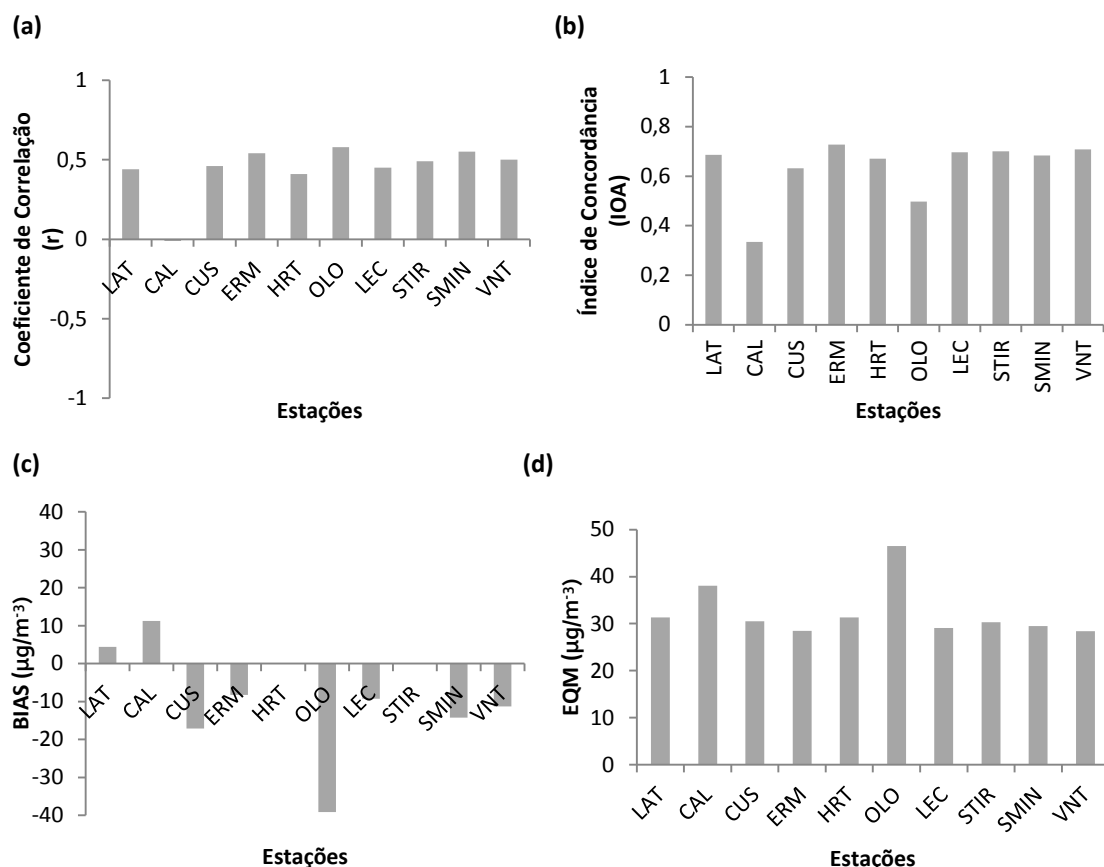 (a)
Coeficiente de Correlação
(r)
1
0,5
0
-0,5
-1
LAT
CAL
CUS
ERM
HRT
OLO
LEC
STIR
SMIN
VNT
Estações
(b)
Índice de Concordância
(IOA)
1
0,8
0,6
0,4
0,2
0
LAT
CAL
CUS
ERM
HRT
OLO
LEC
STIR
SMIN
VNT
Estações
(c)
BIAS (µg/m⁻³)
40
30
20
10
0
-10
-20
-30
-40
LAT
CAL
CUS
ERM
HRT
OLO
LEC
STIR
SMIN
VNT
Estações
(d)
EQM (µg/m⁻³)
50
40
30
20
10
0
LAT
CAL
CUS
ERM
HRT
OLO
LEC
STIR
SMIN
VNT
Estações